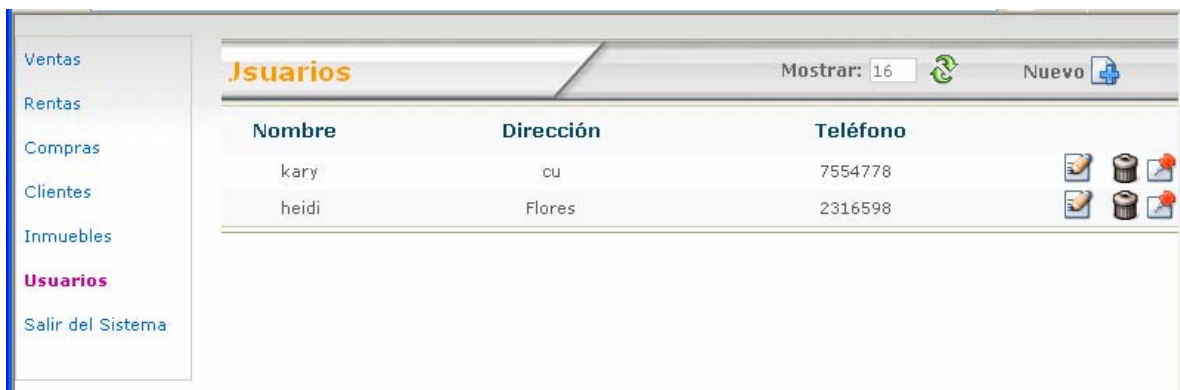 Ventas
Rentas
Compras
Clientes
Inmuebles
Usuarios
Salir del Sistema
Usuarios
Mostrar: 16
Nuevo
Nombre Dirección Teléfono
kary cu 7554778
heidi Flores 2316598